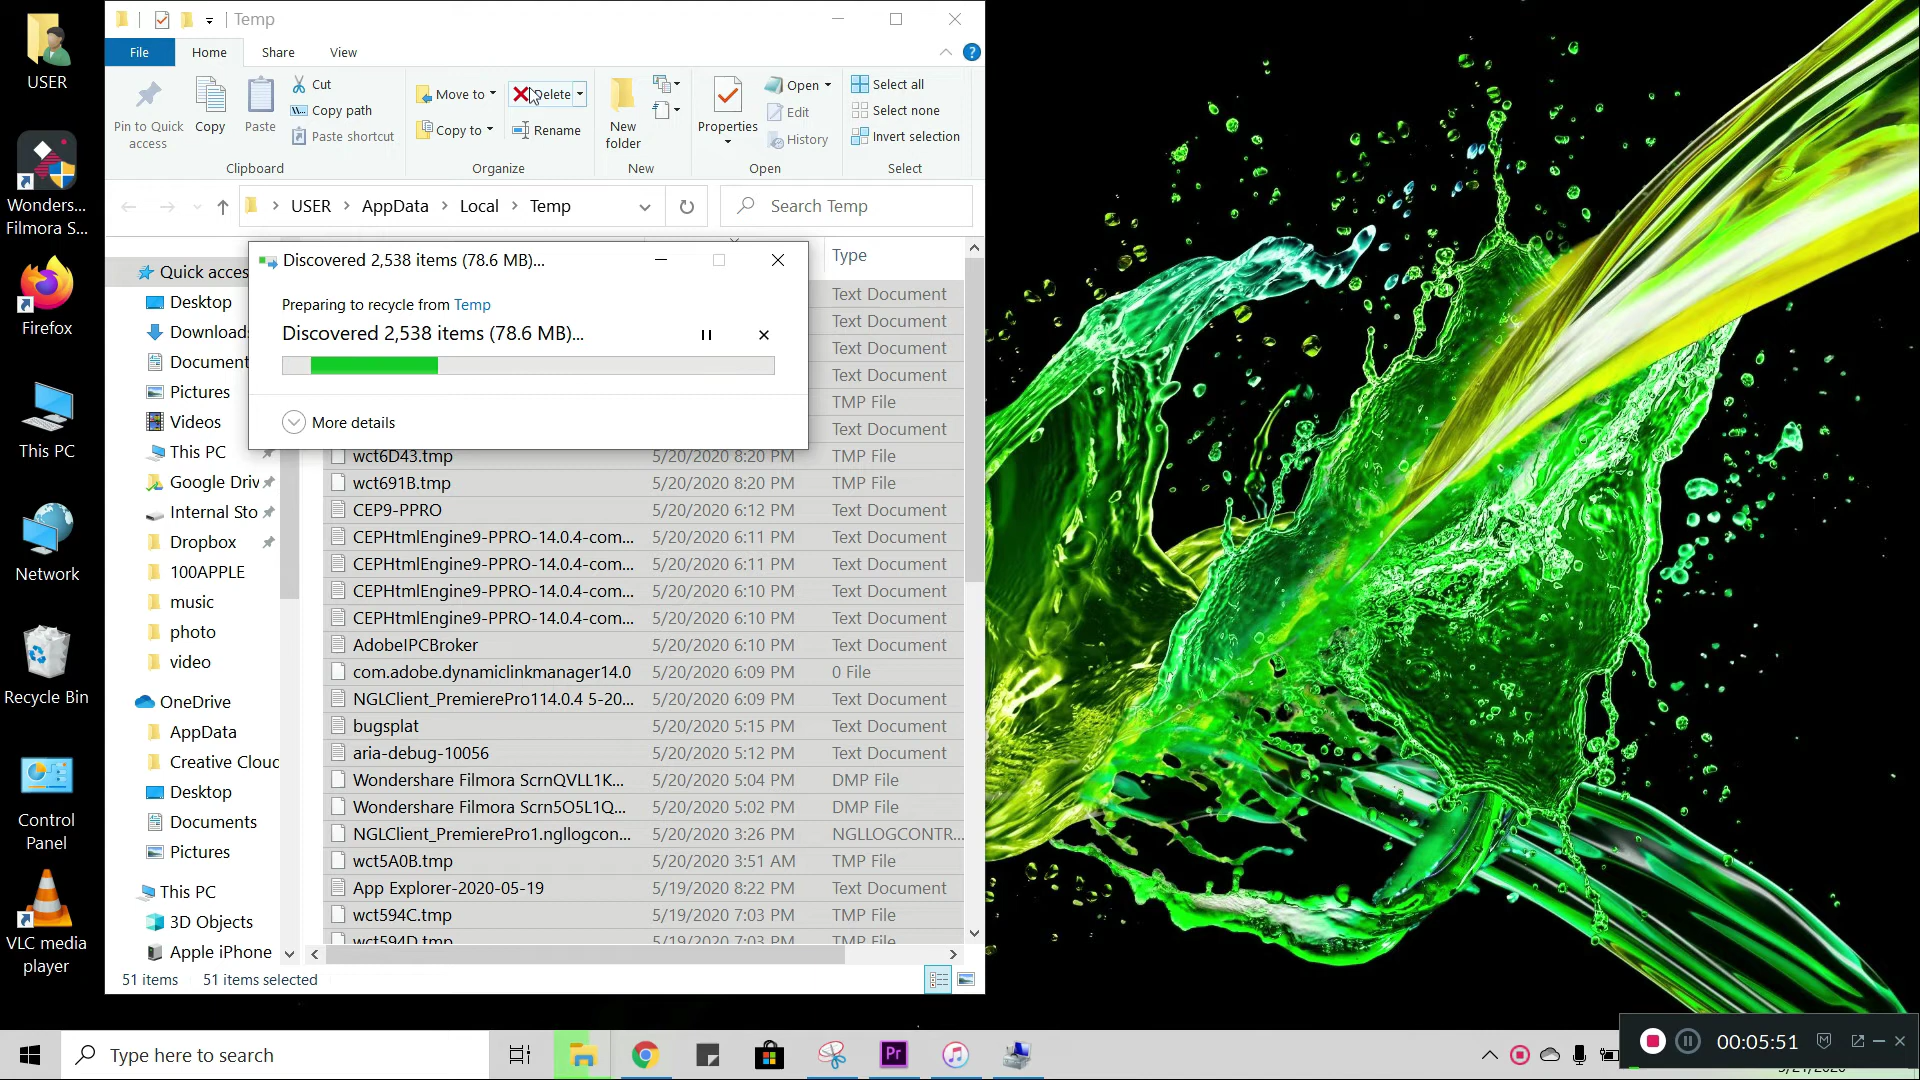 Temp
File
Home
Share
View
Pin to Quick
access
Copy
Paste
Cut
Copy path
Paste shortcut
Clipboard
Move to
Copy to
Delete
Rename
Organize
New
folder
New
Properties
Open
Edit
History
Open
Select all
Select none
Invert selection
Select
USER
AppData
Local
Temp
Search Temp
Discovered 2,538 items (78.6 MB)...
Preparing to recycle from Temp
Discovered 2,538 items (78.6 MB)...
More details
Type
Text Document
Text Document
Text Document
Text Document
TMP File
Text Document
wct6D43.tmp 5/20/2020 8:20 PM TMP File
wct691B.tmp 5/20/2020 8:20 PM TMP File
CEP9-PPRO 5/20/2020 6:12 PM Text Document
CEPHtmlEngine9-PPRO-14.0.4-com... 5/20/2020 6:11 PM Text Document
CEPHtmlEngine9-PPRO-14.0.4-com... 5/20/2020 6:11 PM Text Document
CEPHtmlEngine9-PPRO-14.0.4-com... 5/20/2020 6:10 PM Text Document
CEPHtmlEngine9-PPRO-14.0.4-com... 5/20/2020 6:10 PM Text Document
AdobeIPCBroker 5/20/2020 6:10 PM Text Document
com.adobe.dynamiclinkmanager14.0 5/20/2020 6:09 PM 0 File
NGLClient_PremierePro114.0.4 5-20... 5/20/2020 6:09 PM Text Document
bugsplat 5/20/2020 5:15 PM Text Document
aria-debug-10056 5/20/2020 5:12 PM Text Document
Wondershare Filmora ScrnQVLL1K... 5/20/2020 5:04 PM DMP File
Wondershare Filmora Scrn5O5L1Q... 5/20/2020 5:02 PM DMP File
NGLClient_PremierePro1.ngllogcon... 5/20/2020 3:26 PM NGLLOGCONTR...
wct5A0B.tmp 5/20/2020 3:51 AM TMP File
App Explorer-2020-05-19 5/19/2020 8:22 PM Text Document
wct594C.tmp 5/19/2020 7:03 PM TMP File
wct594D.tmp 5/19/2020 7:03 PM TMP File
Quick acces
Desktop
Download
Document
Pictures
Videos
This PC
Google Driv
Internal Sto
Dropbox
100APPLE
music
photo
video
OneDrive
AppData
Creative Cloud
Desktop
Documents
Pictures
This PC
3D Objects
Apple iPhone
51 items
51 items selected
USER
Wonders...
Filmora S...
Firefox
This PC
Network
Recycle Bin
Control
Panel
VLC media
player
Type here to search
Pr
00:05:51